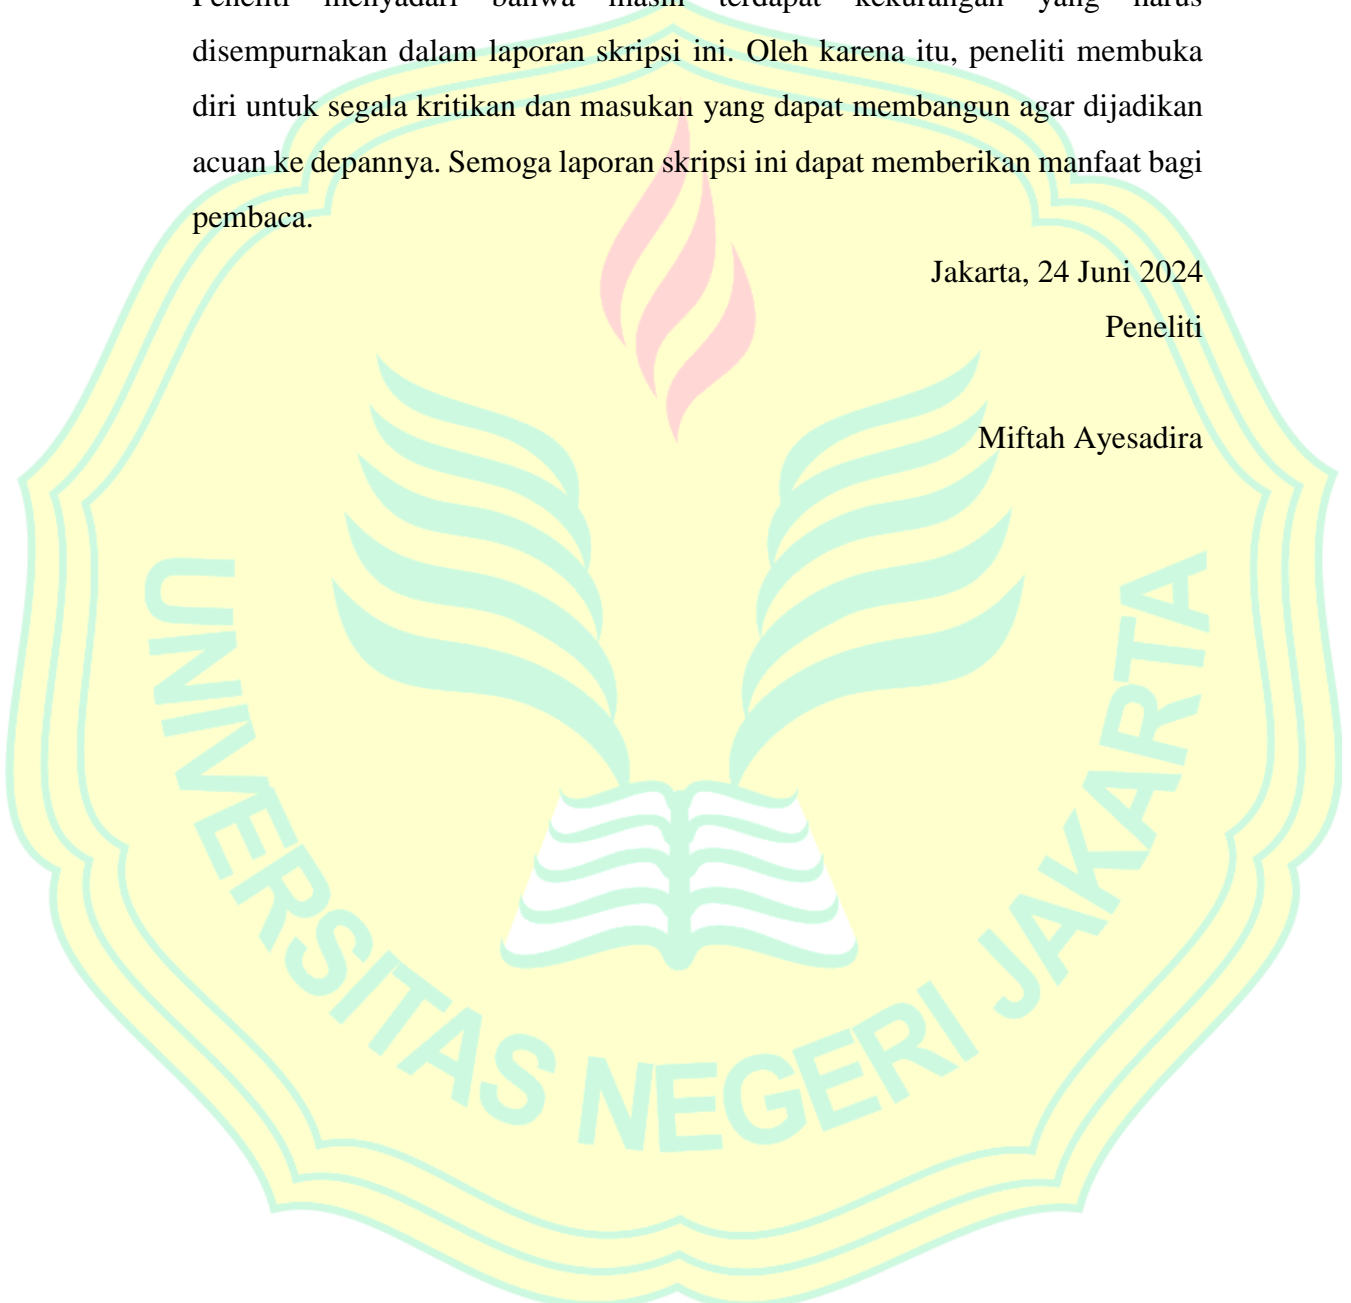 Peneliti menyadari bahwa masih terdapat kekurangan yang harus
disempurnakan dalam laporan skripsi ini. Oleh karena itu, peneliti membuka
diri untuk segala kritikan dan masukan yang dapat membangun agar dijadikan
acuan ke depannya. Semoga laporan skripsi ini dapat memberikan manfaat bagi
pembaca.
Jakarta, 24 Juni 2024
Peneliti
Miftah Ayesadira
UNIVERSITAS NEGERI JAKARTA